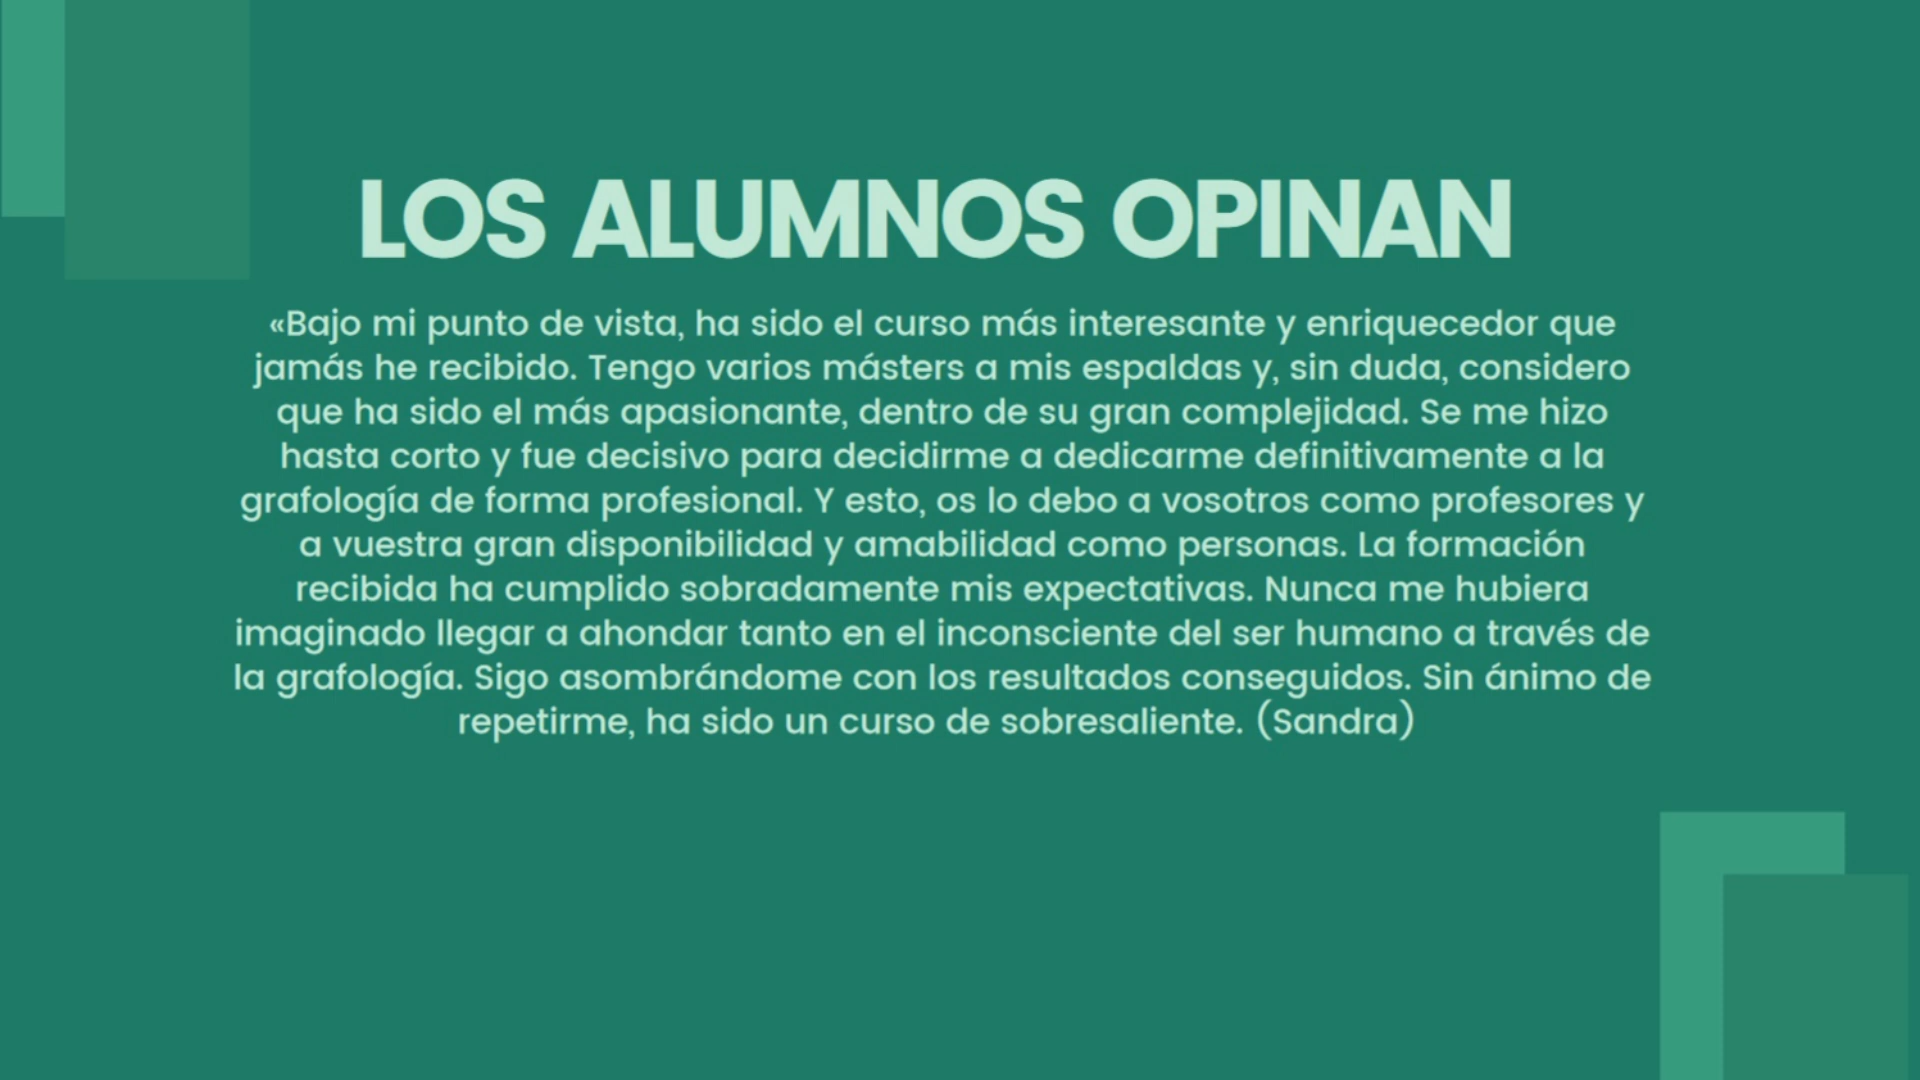 LOS ALUMNOS OPINAN
«Bajo mi punto de vista, ha sido el curso más interesante y enriquecedor que
jamás he recibido. Tengo varios másters a mis espaldas y, sin duda, considero
que ha sido el más apasionante, dentro de su gran complejidad. Se me hizo
hasta corto y fue decisivo para decidirme a dedicarme definitivamente a la
grafología de forma profesional. Y esto, os lo debo a vosotros como profesores y
a vuestra gran disponibilidad y amabilidad como personas. La formación
recibida ha cumplido sobradamente mis expectativas. Nunca me hubiera
imaginado llegar a ahondar tanto en el inconsciente del ser humano a través de
la grafología. Sigo asombrándome con los resultados conseguidos. Sin ánimo de
repetirme, ha sido un curso de sobresaliente. (Sandra)